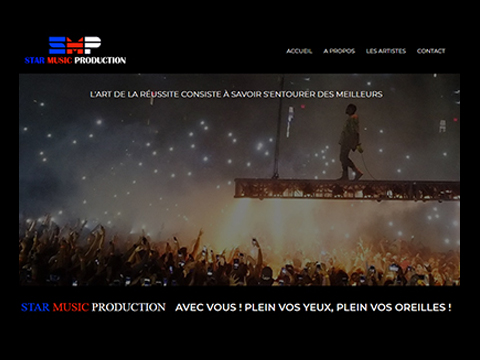 SMP
STAR MUSIC PRODUCTION
ACCUEIL A PROPOS LES ARTISTES CONTACT
L'ART DE LA RÉUSSITE CONSISTE À SAVOIR S'ENTOURER DES MEILLEURS
STAR MUSIC PRODUCTION AVEC VOUS ! PLEIN VOS YEUX, PLEIN VOS OREILLES !